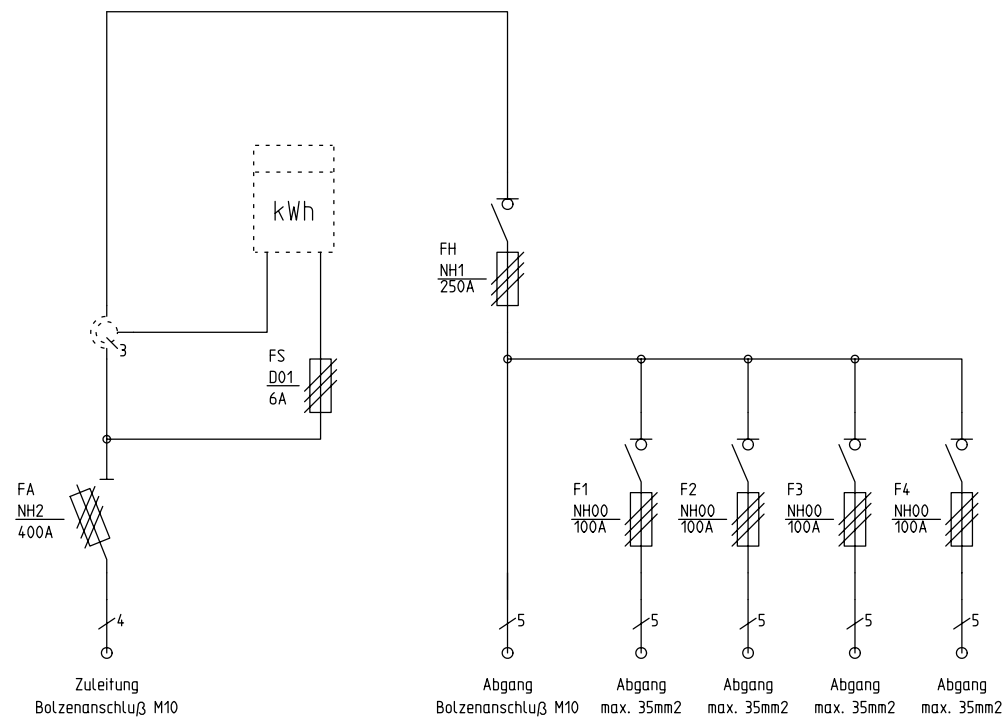 kWh
FH
NH1
250A
3
FS
D01
6A
FA
NH2
400A
F1
NH00
100A
F2
NH00
100A
F3
NH00
100A
F4
NH00
100A
4
5
5
5
5
5
Zuleitung
Bolzenanschluß M10
Abgang
Bolzenanschluß M10
Abgang
max. 35mm2
Abgang
max. 35mm2
Abgang
max. 35mm2
Abgang
max. 35mm2